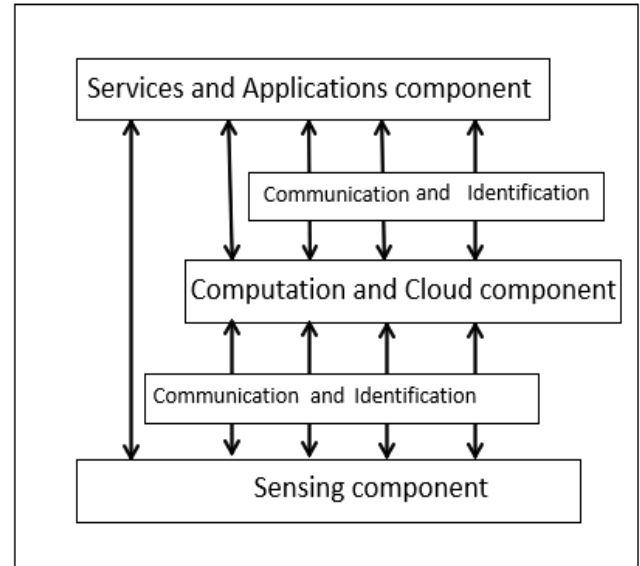 Services and Applications component
Communication and Identification
Computation and Cloud component
Communication and Identification
Sensing component